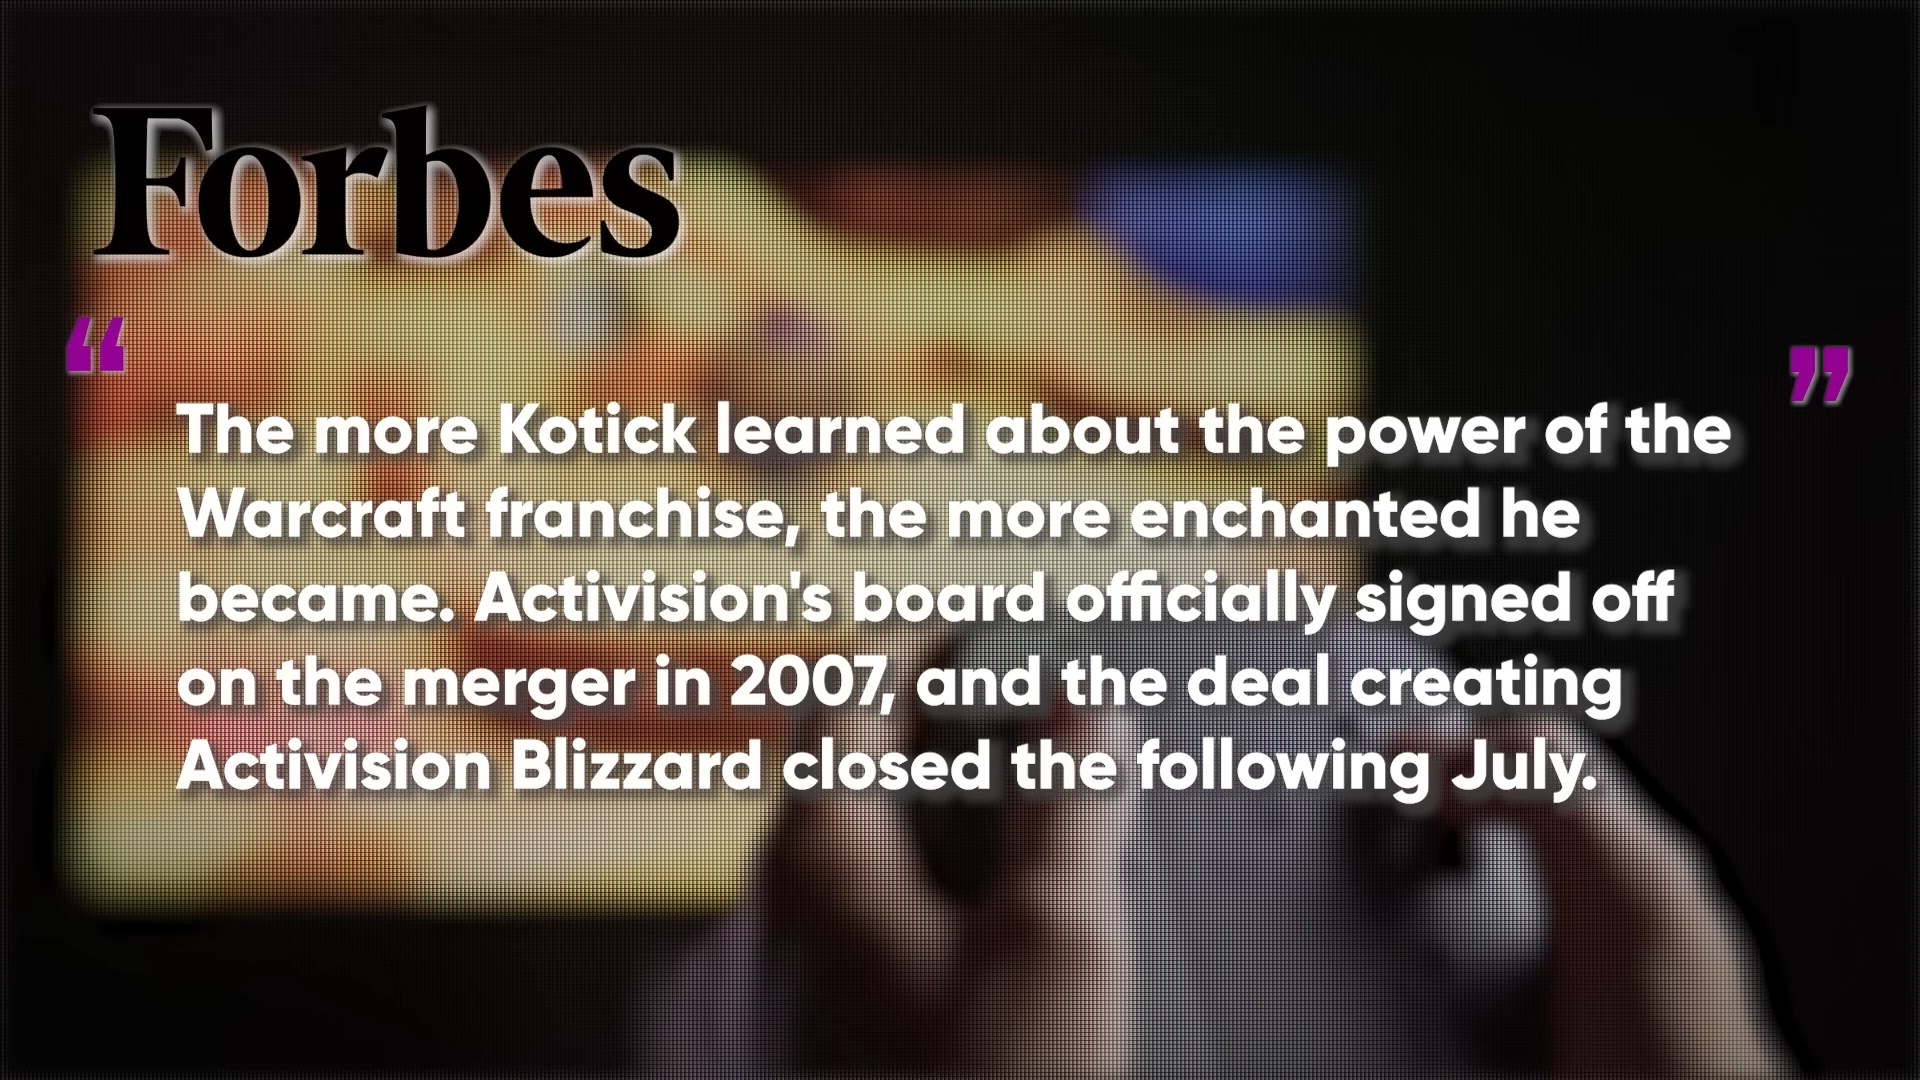 Forbes
“
”
The more Kotick learned about the power of the
Warcraft franchise, the more enchanted he
became. Activision's board officially signed off
on the merger in 2007, and the deal creating
Activision Blizzard closed the following July.